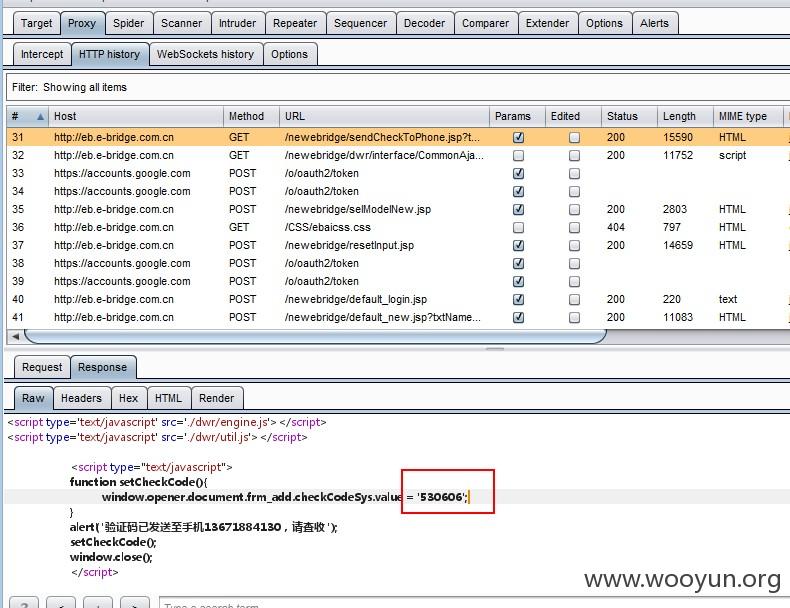 Target Proxy Spider Scanner Intruder Repeater Sequencer Decoder Comparer Extender Options Alerts
Intercept HTTP history WebSockets history Options
Filter: Showing all items
# Host Method URL Params Edited Status Length MIME type
31 http://eb.e-bridge.com.cn GET /newebridge/sendCheckToPhone.jsp?t... 200 15590 HTML
32 http://eb.e-bridge.com.cn GET /newebridge/dwr/interface/CommonAja... 200 11752 script
33 https://accounts.google.com POST /o/oauth2/token
34 https://accounts.google.com POST /o/oauth2/token
35 http://eb.e-bridge.com.cn POST /newebridge/selModelNew.jsp 200 2803 HTML
36 http://eb.e-bridge.com.cn GET /CSS/ebaicss.css 404 797 HTML
37 http://eb.e-bridge.com.cn POST /newebridge/resetInput.jsp 200 14659 HTML
38 https://accounts.google.com POST /o/oauth2/token
39 https://accounts.google.com POST /o/oauth2/token
40 http://eb.e-bridge.com.cn POST /newebridge/default_login.jsp 200 220 text
41 http://eb.e-bridge.com.cn POST /newebridge/default_new.jsp?txtName... 200 11083 HTML
Request Response
Raw Headers Hex HTML Render
<script type='text/javascript' src='./dwr/engine.js'></script>
<script type='text/javascript' src='./dwr/util.js'></script>
<script type="text/javascript">
function setCheckCode(){
window.opener.document.frm_add.checkCodeSys.value = '530606';
}
alert('验证码已发送至手机13671884130，请查收');
setCheckCode();
window.close();
</script>
www.wooyun.org
? < + > Type a search term